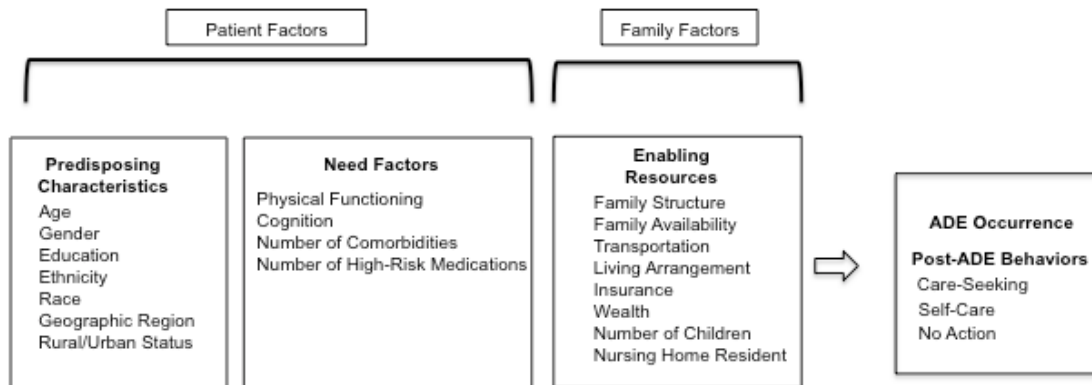 Patient Factors
Family Factors
Predisposing
Characteristics
Age
Gender
Education
Ethnicity
Race
Geographic Region
Rural/Urban Status
Need Factors
Physical Functioning
Cognition
Number of Comorbidities
Number of High-Risk Medications
Enabling
Resources
Family Structure
Family Availability
Transportation
Living Arrangement
Insurance
Wealth
Number of Children
Nursing Home Resident
ADE Occurrence
Post-ADE Behaviors
Care-Seeking
Self-Care
No Action